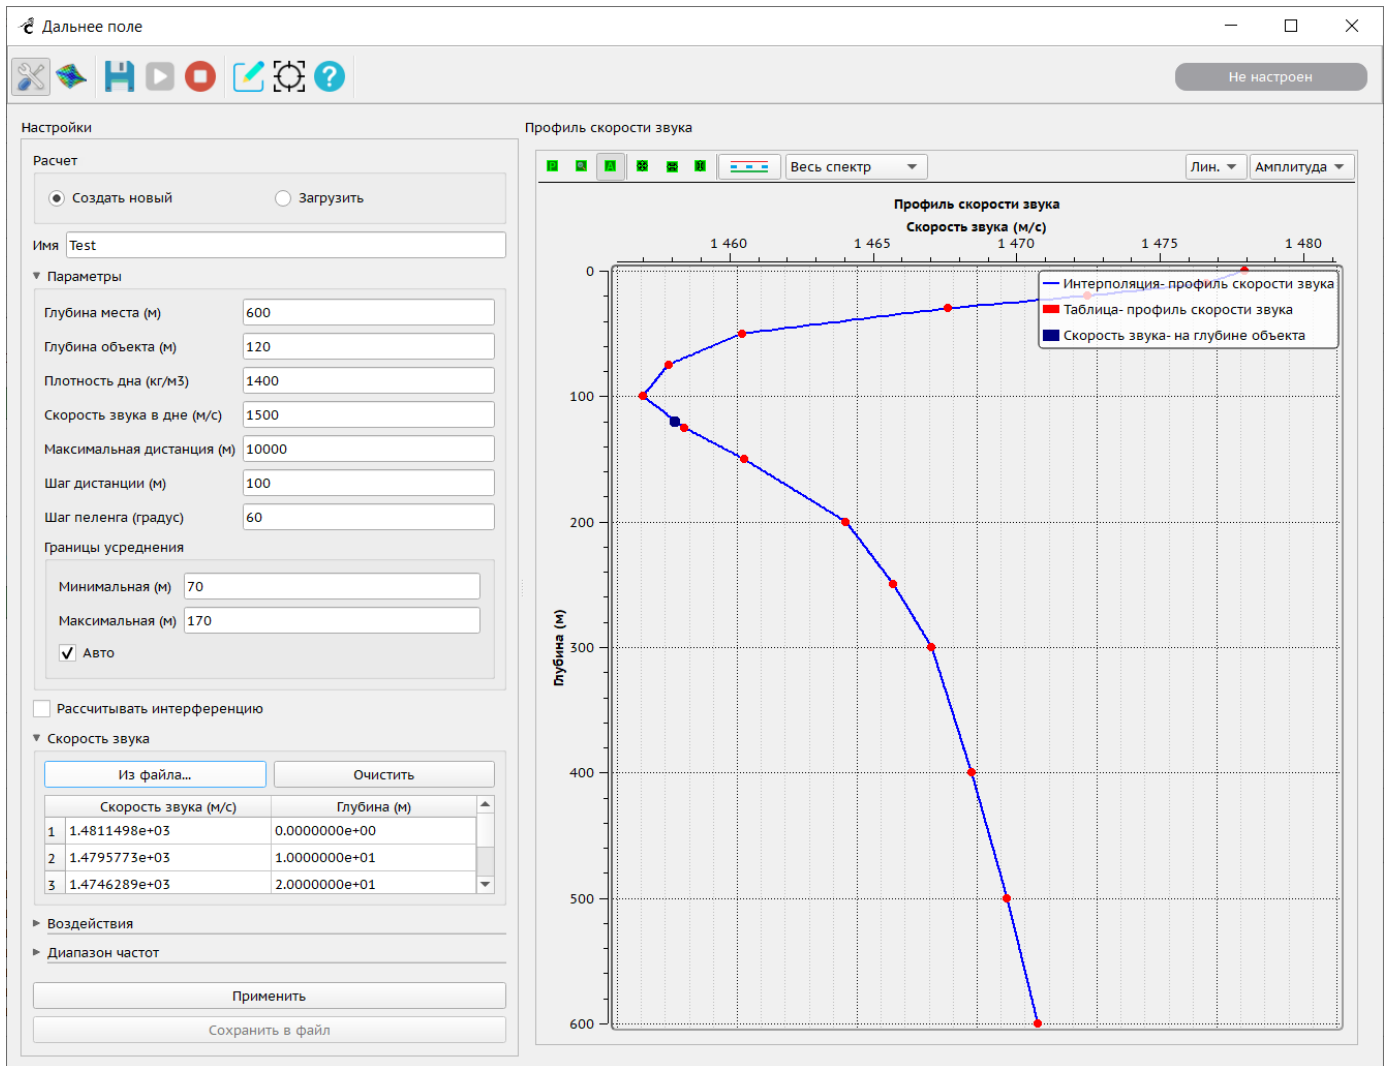 Дальнее поле
Не настроен
Настройки
Расчет
Создать новый
Загрузить
Имя Test
Параметры
Глубина места (м) 600
Глубина объекта (м) 120
Плотность дна (кг/м3) 1400
Скорость звука в дне (м/с) 1500
Максимальная дистанция (м) 10000
Шаг дистанции (м) 100
Шаг пеленга (градус) 60
Границы усреднения
Минимальная (м) 70
Максимальная (м) 170
Авто
Рассчитывать интерференцию
Скорость звука
Из файла... Очистить
Скорость звука (м/с) Глубина (м)
1 1.4811498e+03 0.0000000e+00
2 1.4795773e+03 1.0000000e+01
3 1.4746289e+03 2.0000000e+01
Воздействия
Диапазон частот
Применить
Сохранить в файл
Профиль скорости звука
P A Весь спектр Лин. Амплитуда
Профиль скорости звука
Скорость звука (м/с)
1 460 1 465 1 470 1 475 1 480
Интерполяция- профиль скорости звука
Таблица- профиль скорости звука
Скорость звука- на глубине объекта
Глубина (м)
0
100
200
300
400
500
600